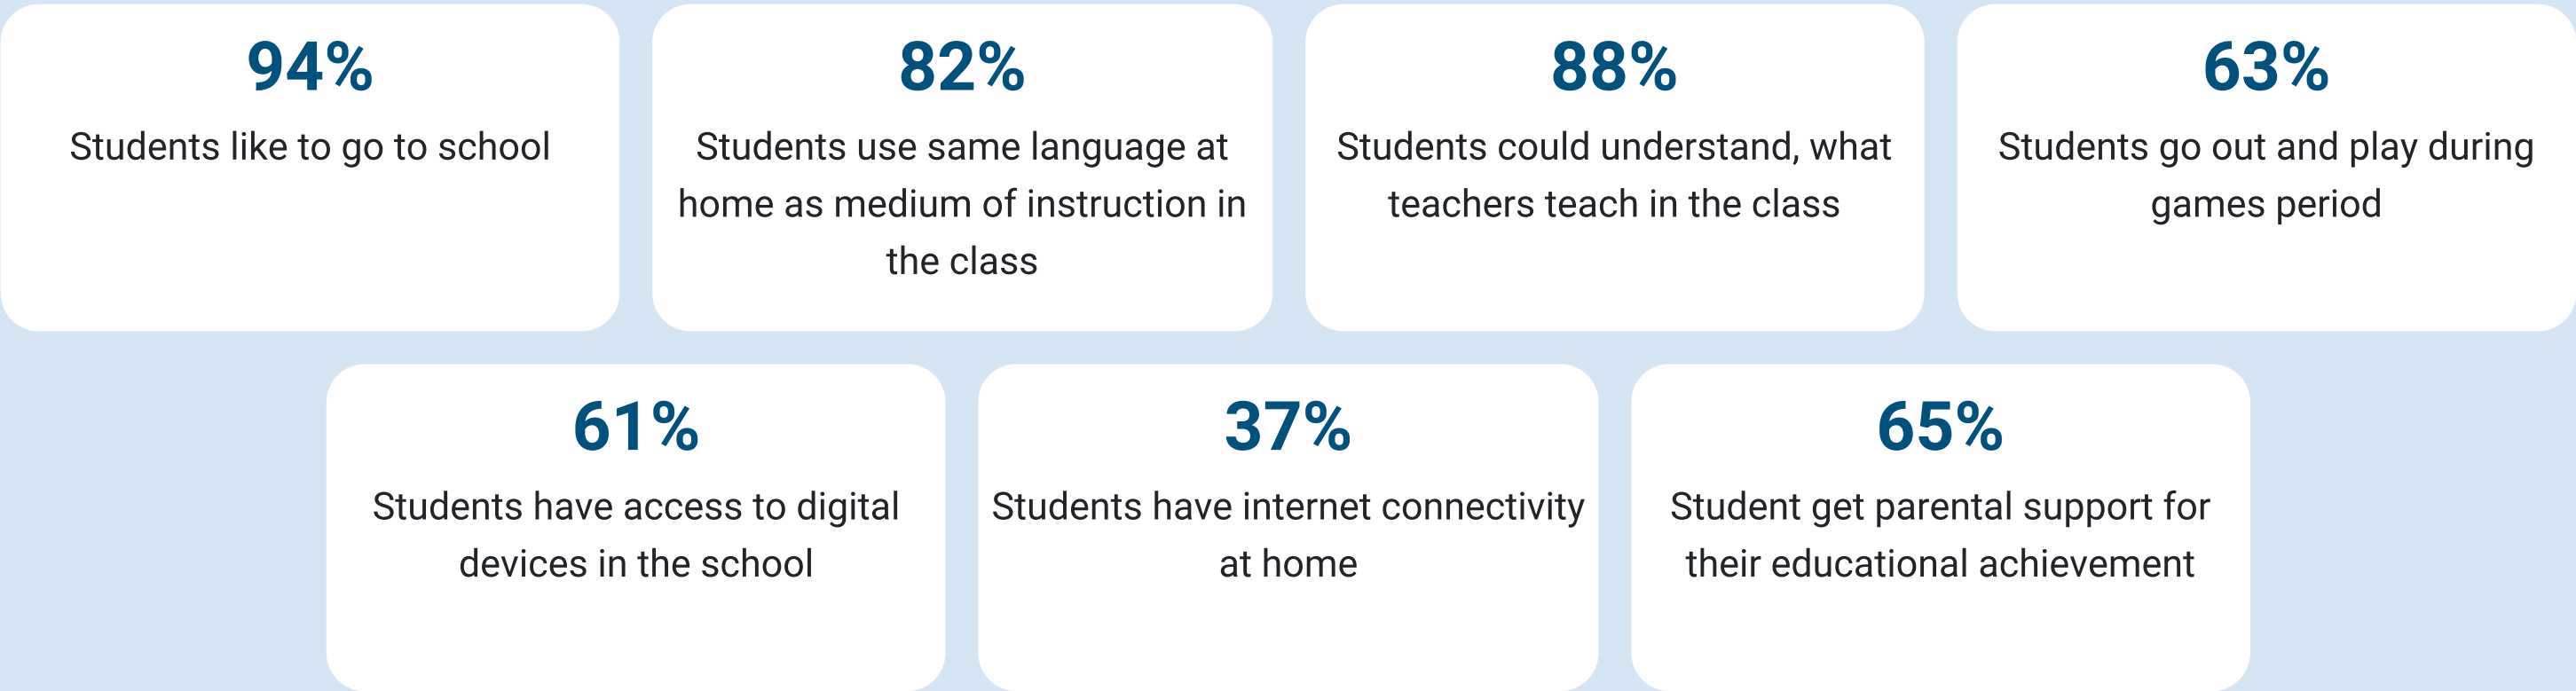 94%
Students like to go to school
82%
Students use same language at
home as medium of instruction in
the class
88%
Students could understand, what
teachers teach in the class
63%
Students go out and play during
games period
61%
Students have access to digital
devices in the school
37%
Students have internet connectivity
at home
65%
Student get parental support for
their educational achievement